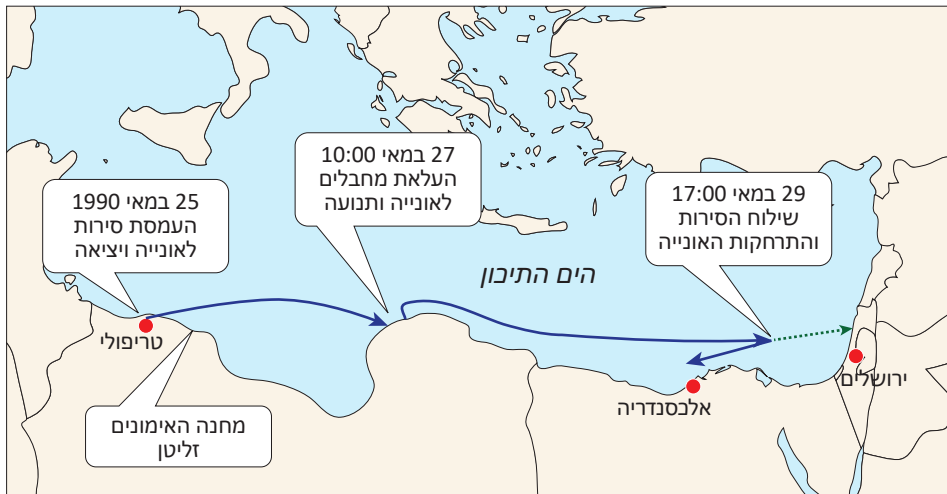 27 במאי 10:00
העלאת מחבלים
לאונייה ותנועה
25 במאי 1990
העמסת סירות
לאונייה ויציאה
29 במאי 17:00
שילוח הסירות
והתרחקות האונייה
הים התיכון
טריפולי
ירושלים
אלכסנדריה
מחנה האימונים
זליטן